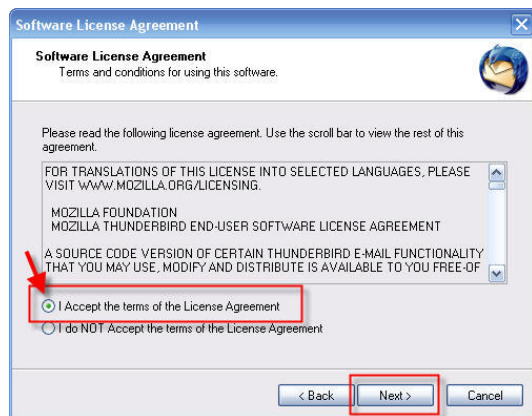 Software License Agreement
Software License Agreement
Terms and conditions for using this software.
Please read the following license agreement. Use the scroll bar to view the rest of this
agreement.
FOR TRANSLATIONS OF THIS LICENSE INTO SELECTED LANGUAGES, PLEASE
VISIT WWW.MOZILLA.ORG/LICENSING.
MOZILLA FOUNDATION
MOZILLA THUNDERBIRD END-USER SOFTWARE LICENSE AGREEMENT
A SOURCE CODE VERSION OF CERTAIN THUNDERBIRD E-MAIL FUNCTIONALITY
THAT YOU MAY USE, MODIFY AND DISTRIBUTE IS AVAILABLE TO YOU FREE-OF
I Accept the terms of the License Agreement
I do NOT Accept the terms of the License Agreement
< Back Next > Cancel